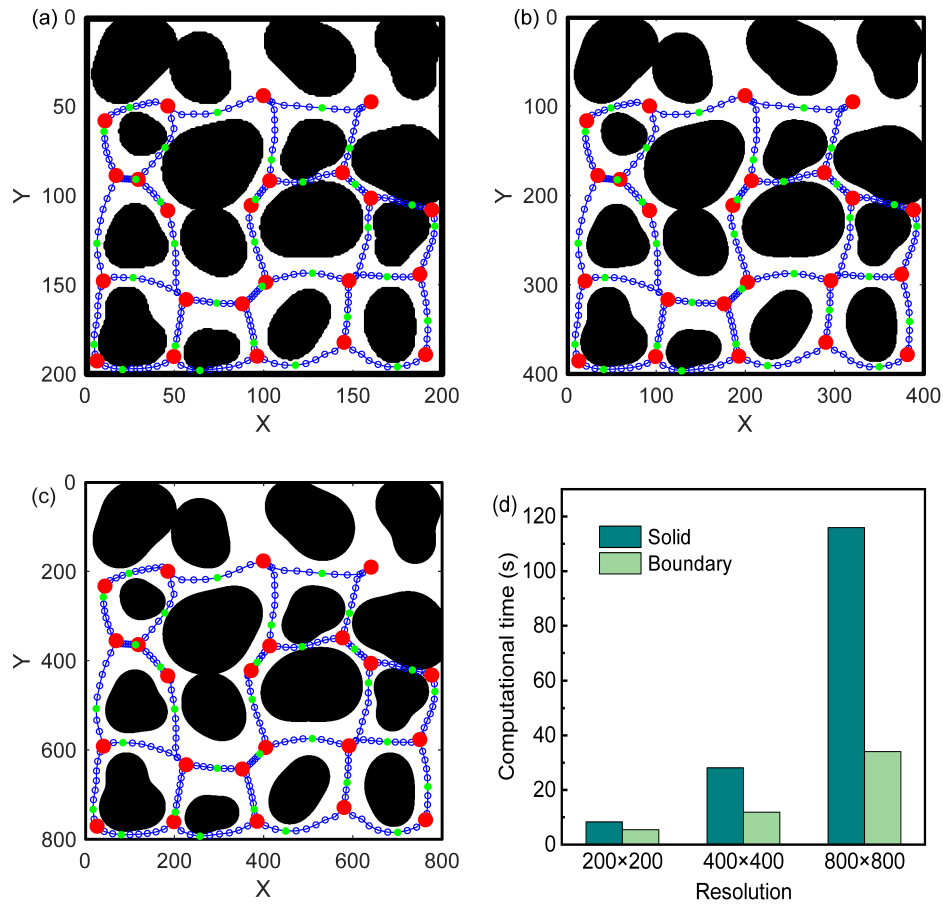 (a)
0
50
100
150
200
Y
0 50 100 150 200
X
(b)
0
100
200
300
400
Y
0 100 200 300 400
X
(c)
0
200
400
600
800
Y
0 200 400 600 800
X
(d)
120
100
80
60
40
20
0
Computational time (s)
Solid
Boundary
200×200 400×400 800×800
Resolution